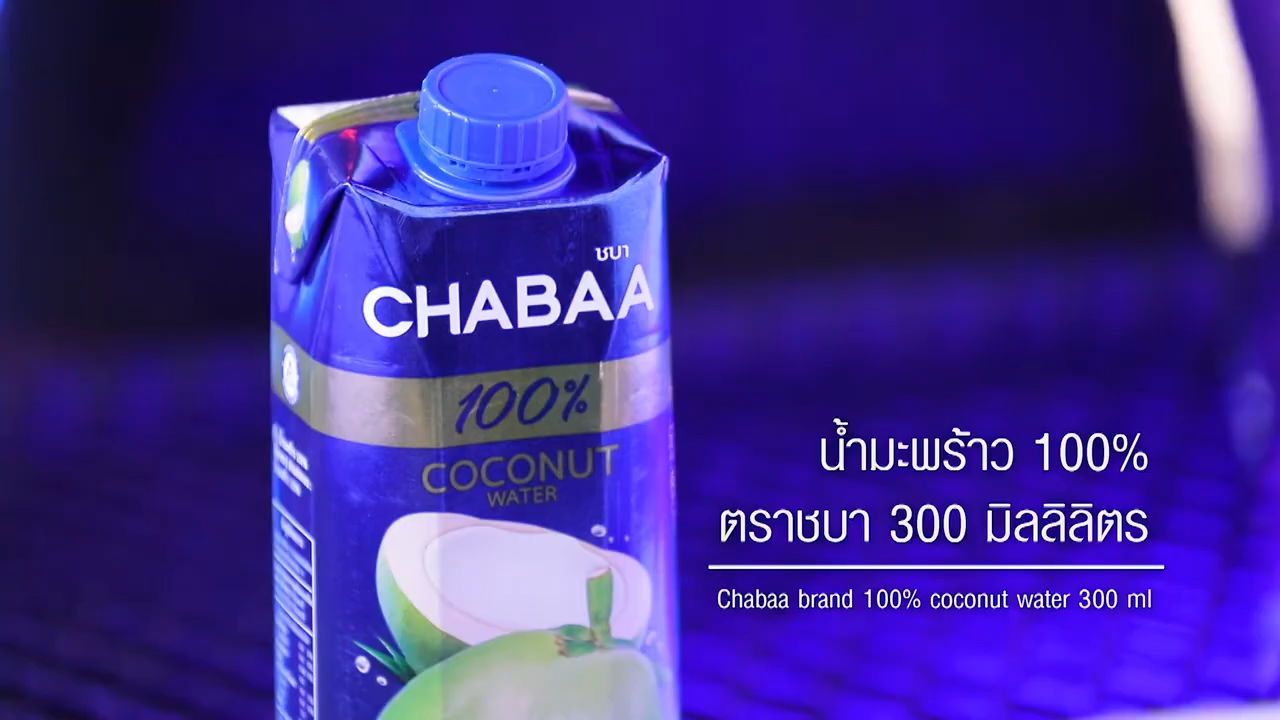 ชบา
CHABAA
100%
COCONUT
WATER
น้ำมะพร้าว 100%
ตราชบา 300 มิลลิลิตร
Chabaa brand 100% coconut water 300 ml